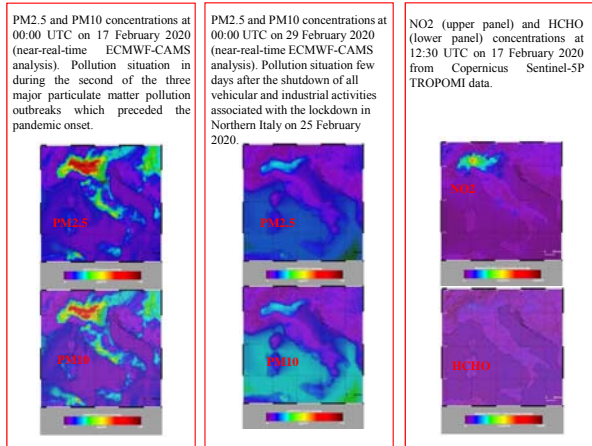 PM2.5 and PM10 concentrations at
00:00 UTC on 17 February 2020
(near-real-time ECMWF-CAMS
analysis). Pollution situation in
during the second of the three
major particulate matter pollution
outbreaks which preceded the
pandemic onset.
PM2.5
PM10
PM2.5 and PM10 concentrations at
00:00 UTC on 29 February 2020
(near-real-time ECMWF-CAMS
analysis). Pollution situation few
days after the shutdown of all
vehicular and industrial activities
associated with the lockdown in
Northern Italy on 25 February
2020.
PM2.5
PM10
NO2 (upper panel) and HCHO
(lower panel) concentrations at
12:30 UTC on 17 February 2020
from Copernicus Sentinel-5P
TROPOMI data.
NO2
HCHO